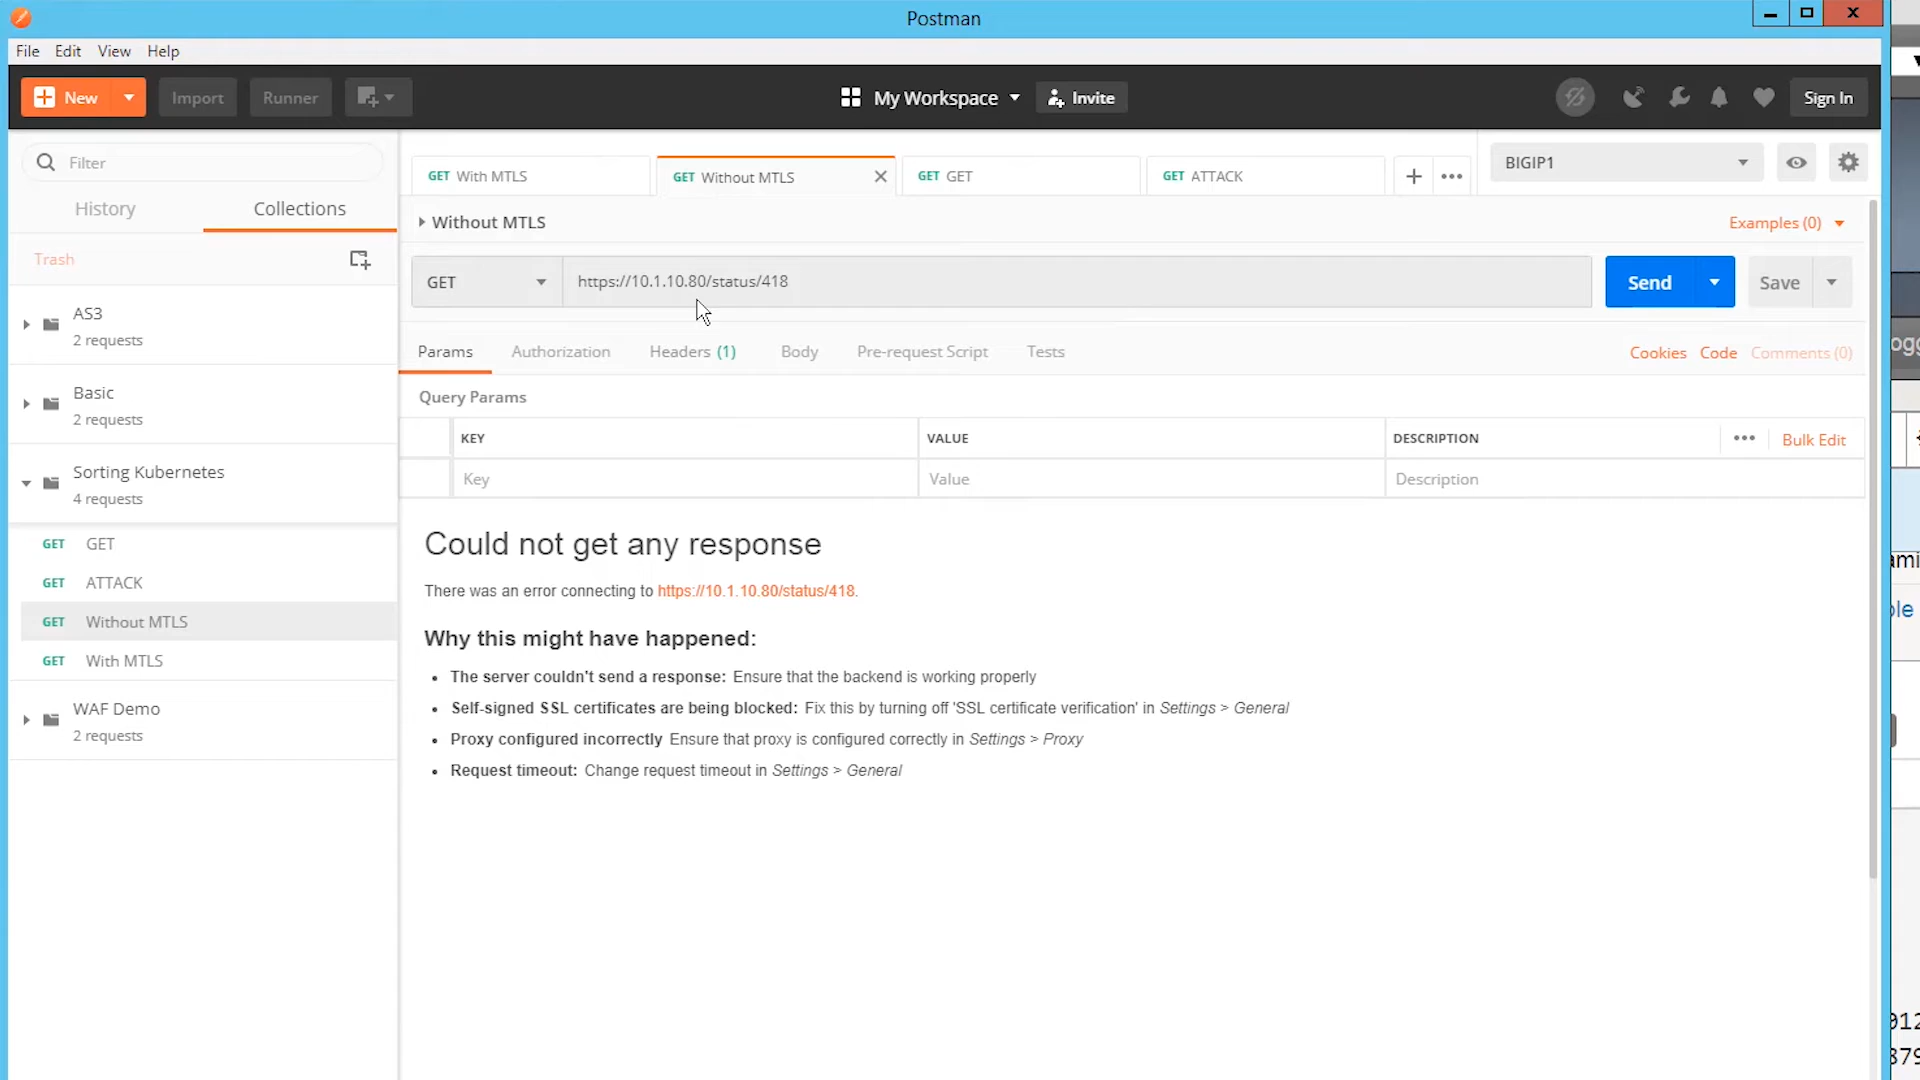 Postman
File Edit View Help
New Import Runner My Workspace Invite Sign In
Filter
History Collections
Trash
AS3
2 requests
Basic
2 requests
Sorting Kubernetes
4 requests
GET GET
GET ATTACK
GET Without MTLS
GET With MTLS
WAF Demo
2 requests
GET With MTLS GET Without MTLS GET GET GET ATTACK
BIGIP1
Without MTLS Examples (0)
GET https://10.1.10.80/status/418 Send Save
Params Authorization Headers (1) Body Pre-request Script Tests Cookies Code Comments (0)
Query Params
KEY VALUE DESCRIPTION Bulk Edit
Key Value Description
Could not get any response
There was an error connecting to https://10.1.10.80/status/418.
Why this might have happened:
• The server couldn't send a response: Ensure that the backend is working properly
• Self-signed SSL certificates are being blocked: Fix this by turning off 'SSL certificate verification' in Settings > General
• Proxy configured incorrectly Ensure that proxy is configured correctly in Settings > Proxy
• Request timeout: Change request timeout in Settings > General